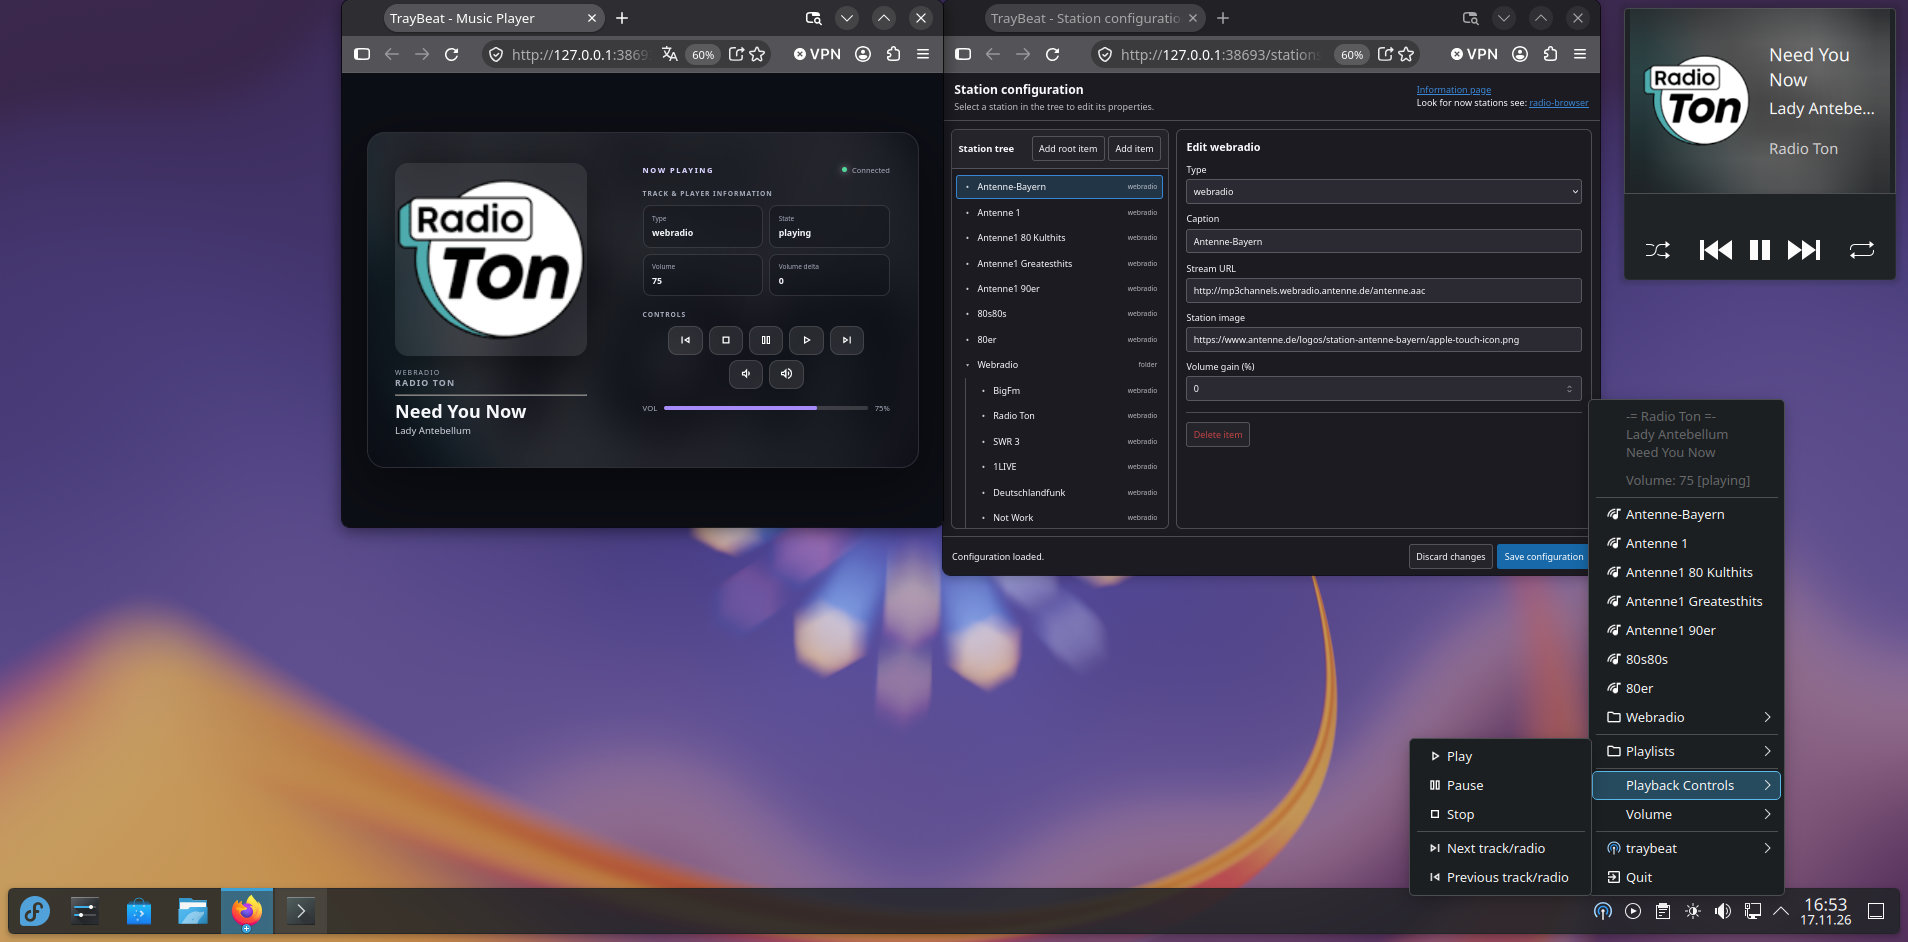 TrayBeat - Music Player
http://127.0.0.1:3869
60%
VPN
Radio
Ton
WEBRADIO
RADIO TON
Need You Now
Lady Antebellum
NOW PLAYING
Connected
TRACK & PLAYER INFORMATION
Type
webradio
State
playing
Volume
75
Volume delta
0
CONTROLS
VOL
75%
TrayBeat - Station configuratio
http://127.0.0.1:38693/stations
60%
VPN
Station configuration
Select a station in the tree to edit its properties.
Information page
Look for now stations see: radio-browser
Station tree
Add root item
Add item
Antenne-Bayern webradio
Antenne 1 webradio
Antenne1 80 Kulthits webradio
Antenne1 Greatesthits webradio
Antenne1 90er webradio
80s80s webradio
80er webradio
Webradio folder
BigFm webradio
Radio Ton webradio
SWR 3 webradio
1LIVE webradio
Deutschlandfunk webradio
Not Work webradio
Edit webradio
Type
webradio
Caption
Antenne-Bayern
Stream URL
http://mp3channels.webradio.antenne.de/antenne.aac
Station image
https://www.antenne.de/logos/station-antenne-bayern/apple-touch-icon.png
Volume gain (%)
0
Delete item
Configuration loaded.
Discard changes
Save configuration
Radio
Ton
Need You
Now
Lady Antebe...
Radio Ton
-= Radio Ton =-
Lady Antebellum
Need You Now
Volume: 75 [playing]
Antenne-Bayern
Antenne 1
Antenne1 80 Kulthits
Antenne1 Greatesthits
Antenne1 90er
80s80s
80er
Webradio
Playlists
Playback Controls
Volume
traybeat
Quit
Play
Pause
Stop
Next track/radio
Previous track/radio
16:53
17.11.26